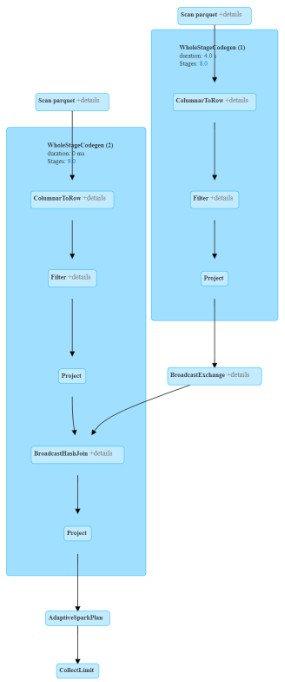 Scan parquet +details
WholeStageCodegen (1)
duration: 4.0 s
Stages: 8.0
ColumnarToRow +details
Filter +details
Project
BroadcastExchange +details
Scan parquet +details
WholeStageCodegen (2)
duration: 0 ms
Stages: 9.0
ColumnarToRow +details
Filter +details
Project
BroadcastHashJoin +details
Project
AdaptiveSparkPlan
CollectLimit